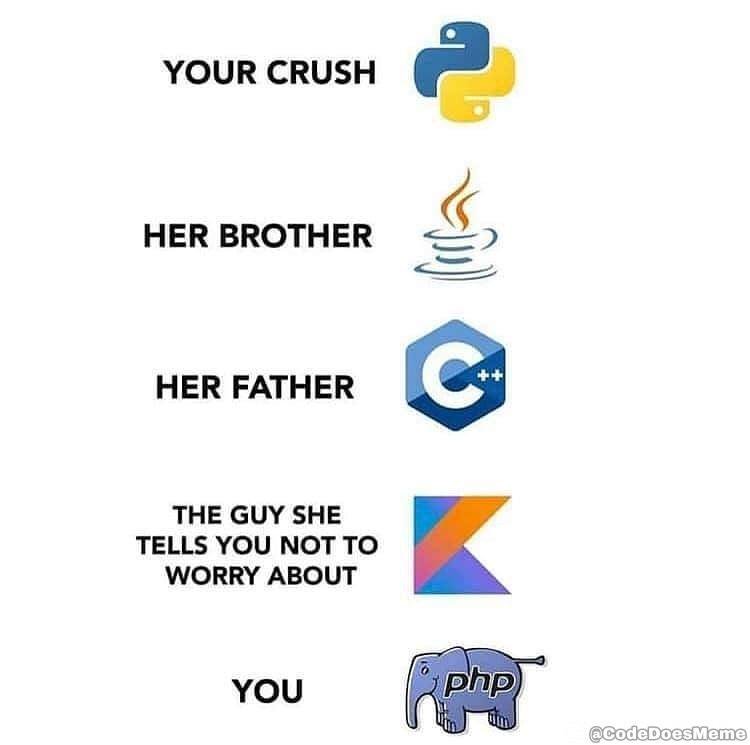 YOUR CRUSH
HER BROTHER
C++
HER FATHER
THE GUY SHE
TELLS YOU NOT TO
WORRY ABOUT
YOU
php
@CodeDoesMeme